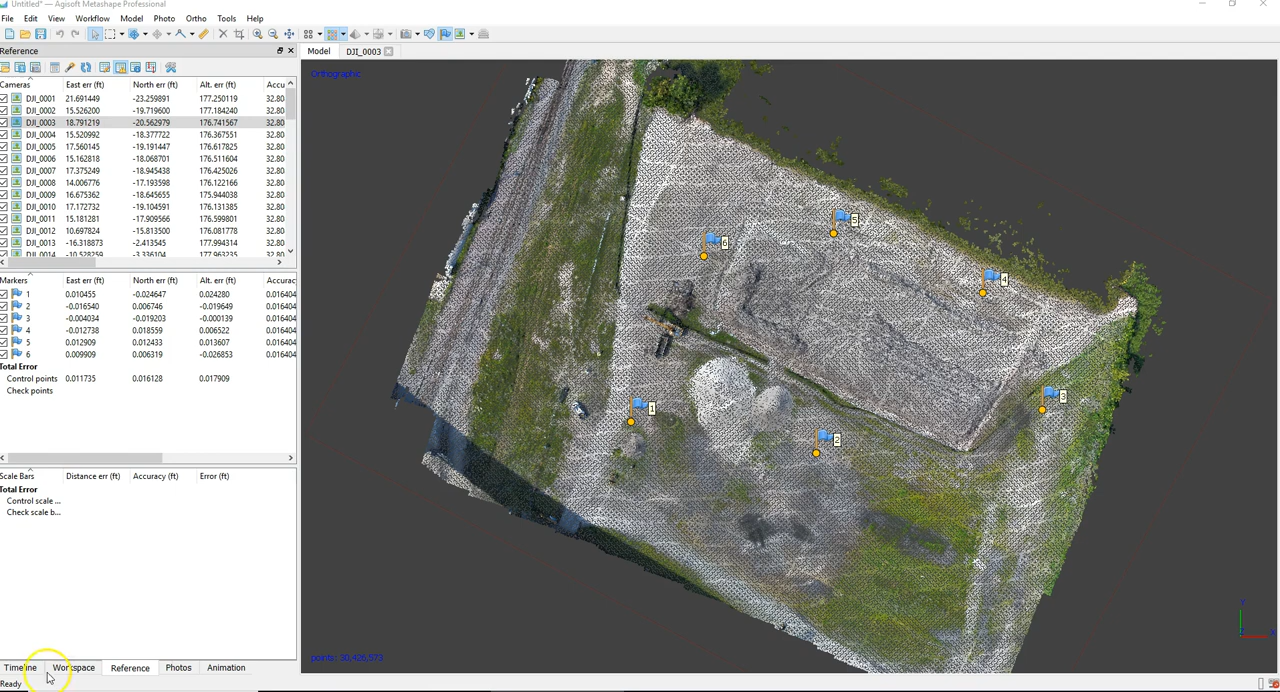 Untitled* — Agisoft Metashape Professional
File Edit View Workflow Model Photo Ortho Tools Help
Reference
Model DJI_0003
Cameras East err (ft) North err (ft) Alt. err (ft) Accu
DJI_0001 21.691449 -23.259891 177.250119 32.80
DJI_0002 15.526200 -19.719600 177.184240 32.80
DJI_0003 18.791219 -20.562979 176.741567 32.80
DJI_0004 15.520992 -18.377722 176.367551 32.80
DJI_0005 17.560145 -19.191447 176.617825 32.80
DJI_0006 15.162818 -18.068701 176.511604 32.80
DJI_0007 17.375249 -18.945438 176.425026 32.80
DJI_0008 14.006776 -17.193598 176.122166 32.80
DJI_0009 16.675362 -18.645655 175.944038 32.80
DJI_0010 17.172732 -19.104591 176.131385 32.80
DJI_0011 15.181281 -17.909566 176.599801 32.80
DJI_0012 10.697824 -15.813500 176.081778 32.80
DJI_0013 -16.318873 -2.413545 177.994314 32.80
DJI_0014 -10.528259 -3.336104 177.963235 32.80
Markers East err (ft) North err (ft) Alt. err (ft) Accurac
1 0.010455 -0.024647 0.024280 0.016404
2 -0.016540 0.006746 -0.019649 0.016404
3 -0.004034 -0.019203 -0.000139 0.016404
4 -0.012738 0.018559 0.006522 0.016404
5 0.012909 0.012433 0.013607 0.016404
6 0.009909 0.006319 -0.026853 0.016404
Total Error
Control points 0.011735 0.016128 0.017909
Check points
Scale Bars Distance err (ft) Accuracy (ft) Error (ft)
Total Error
Control scale ...
Check scale b...
Timeline Workspace Reference Photos Animation
Ready
Orthographic
5
6
4
3
1
2
points: 30,426,573
Y
X